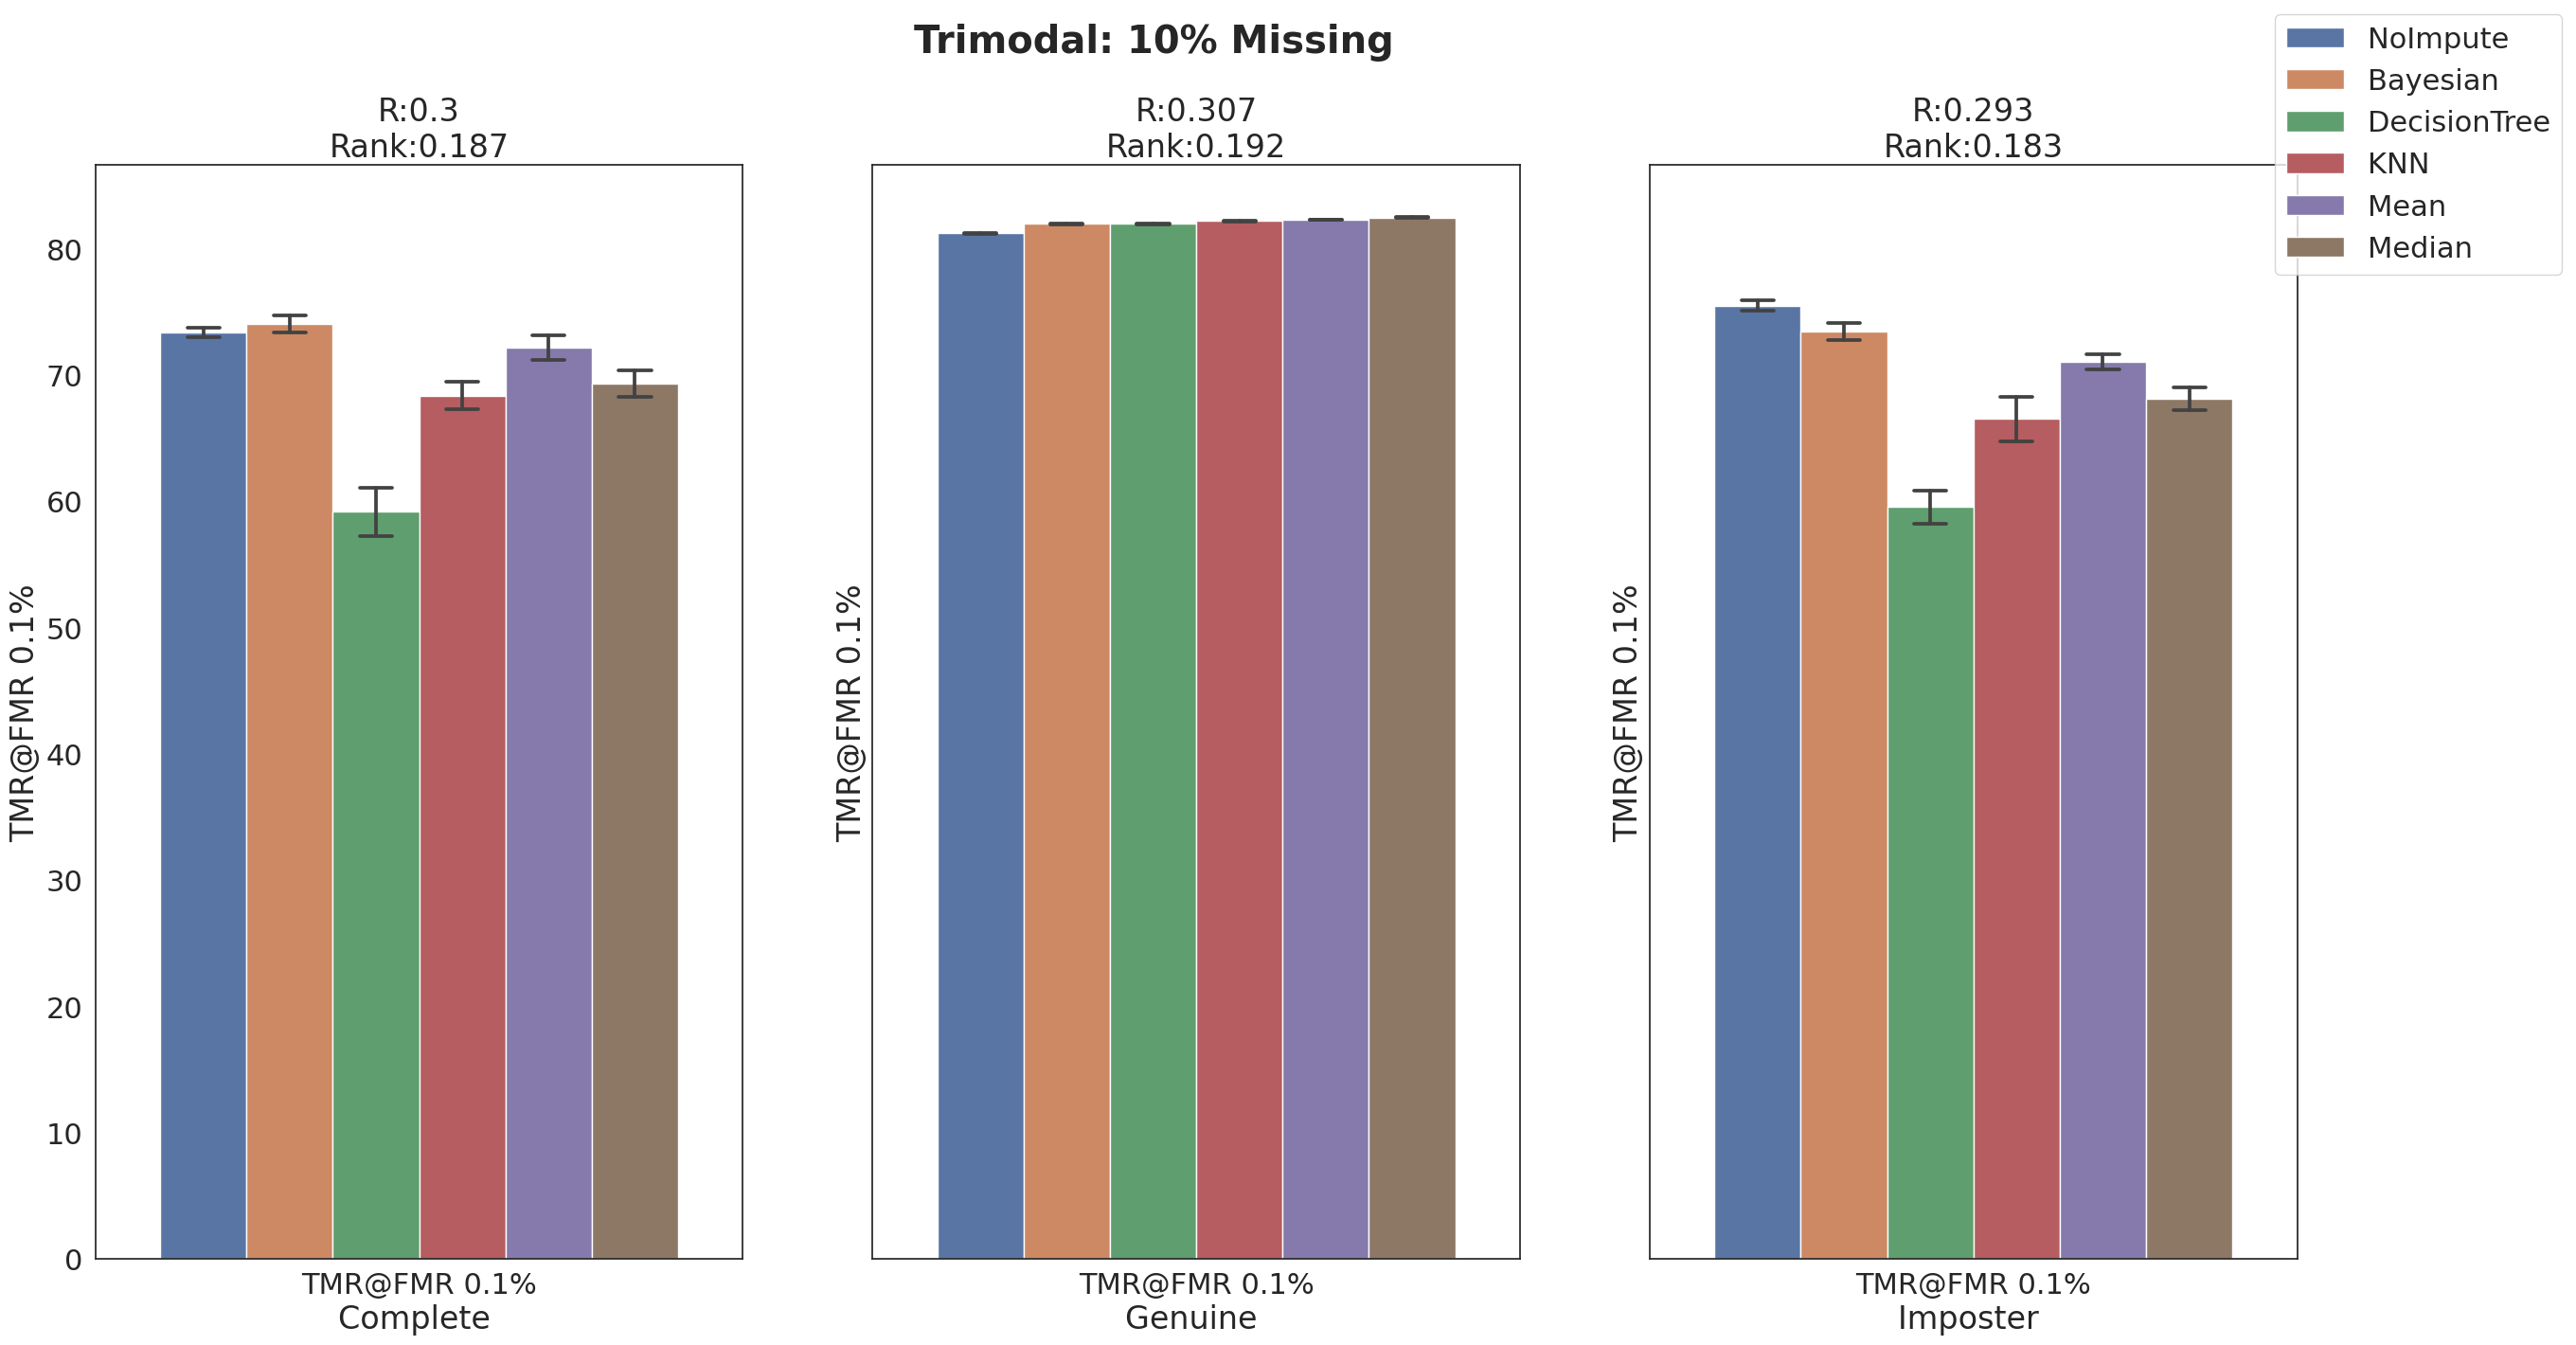 Trimodal: 10% Missing
NoImpute
Bayesian
DecisionTree
KNN
Mean
Median
R:0.3
Rank:0.187
R:0.307
Rank:0.192
R:0.293
Rank:0.183
80
70
60
50
40
30
20
10
0
TMR@FMR 0.1%
TMR@FMR 0.1%
TMR@FMR 0.1%
TMR@FMR 0.1%
Complete
TMR@FMR 0.1%
Genuine
TMR@FMR 0.1%
Imposter